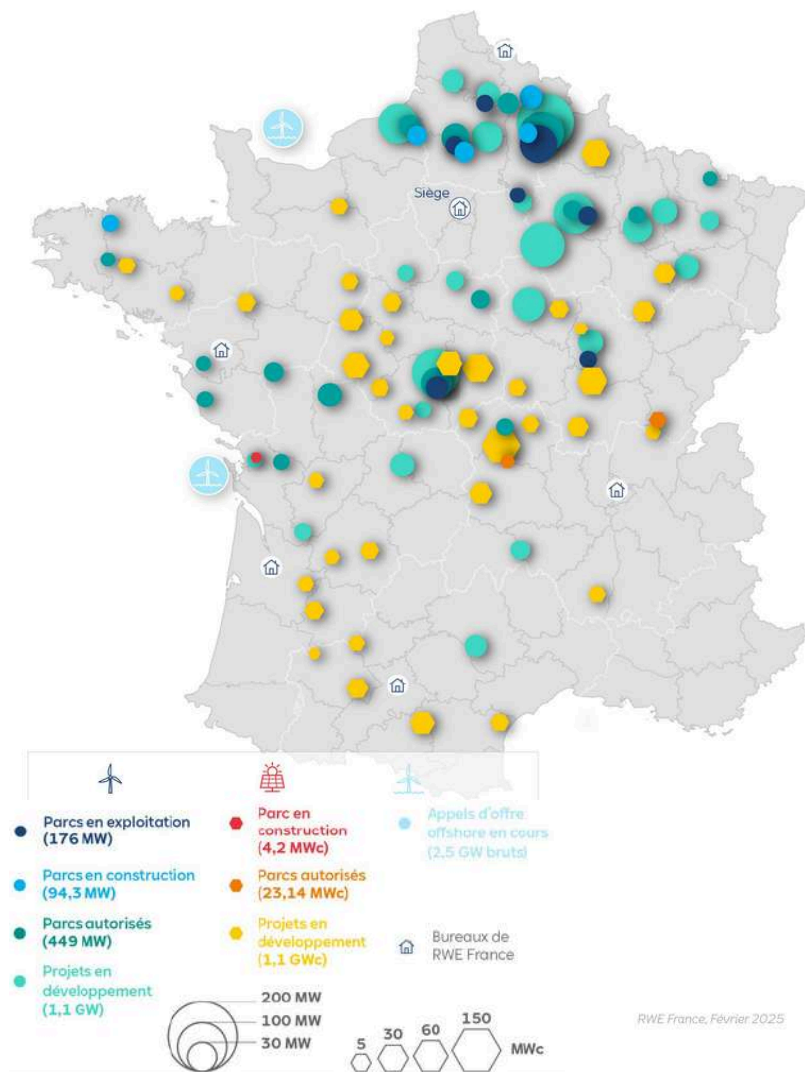 Siège
Parcs en exploitation
(176 MW)
Parcs en construction
(94,3 MW)
Parcs autorisés
(449 MW)
Projets en
développement
(1,1 GW)
Parc en
construction
(4,2 MWc)
Parcs autorisés
(23,14 MWc)
Projets en
développement
(1,1 GWc)
Appels d'offre
offshore en cours
(2,5 GW bruts)
Bureaux de
RWE France
200 MW
100 MW
30 MW
5
30
60
150
MWc
RWE France, Février 2025